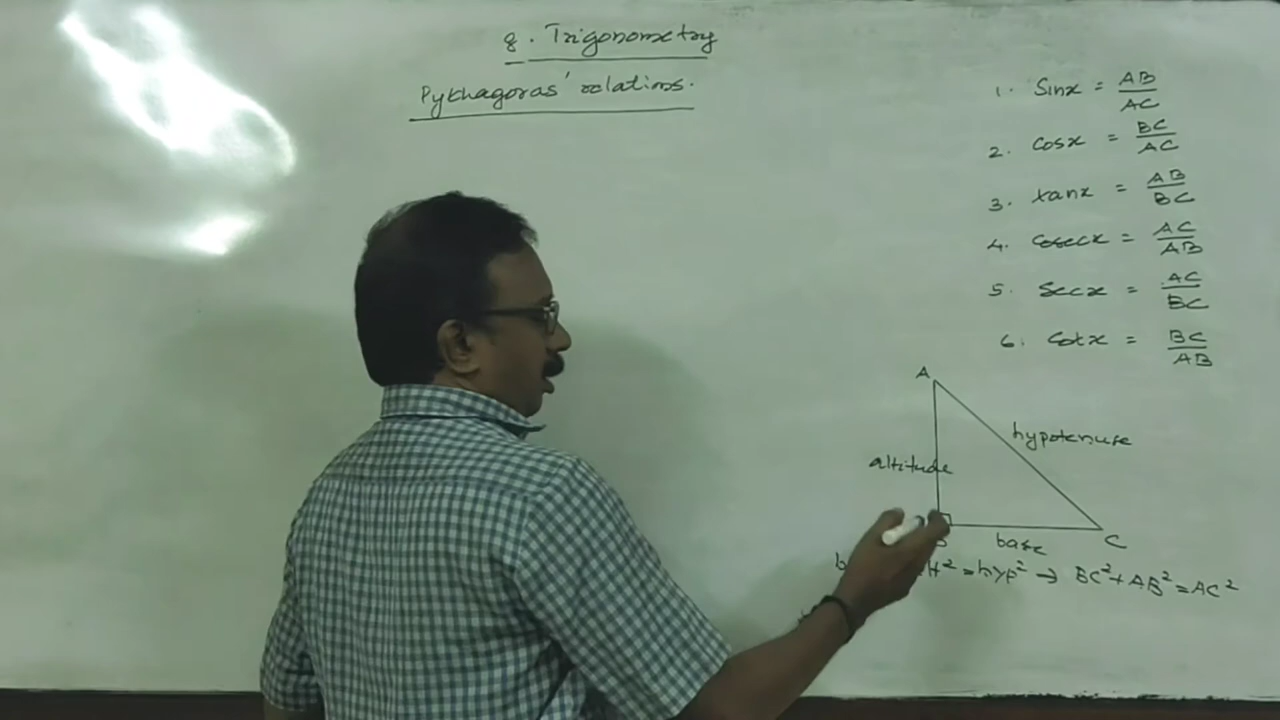 8. Trigonometry
Pythagoras' relations.
1. Sinx = AB/AC
2. Cosx = BC/AC
3. tanx = AB/BC
4. Cosecx = AC/AB
5. Secx = AC/BC
6. Cotx = BC/AB
A
hypotenuse
altitude
base
C
² = hyp² → BC² + AB² = AC²